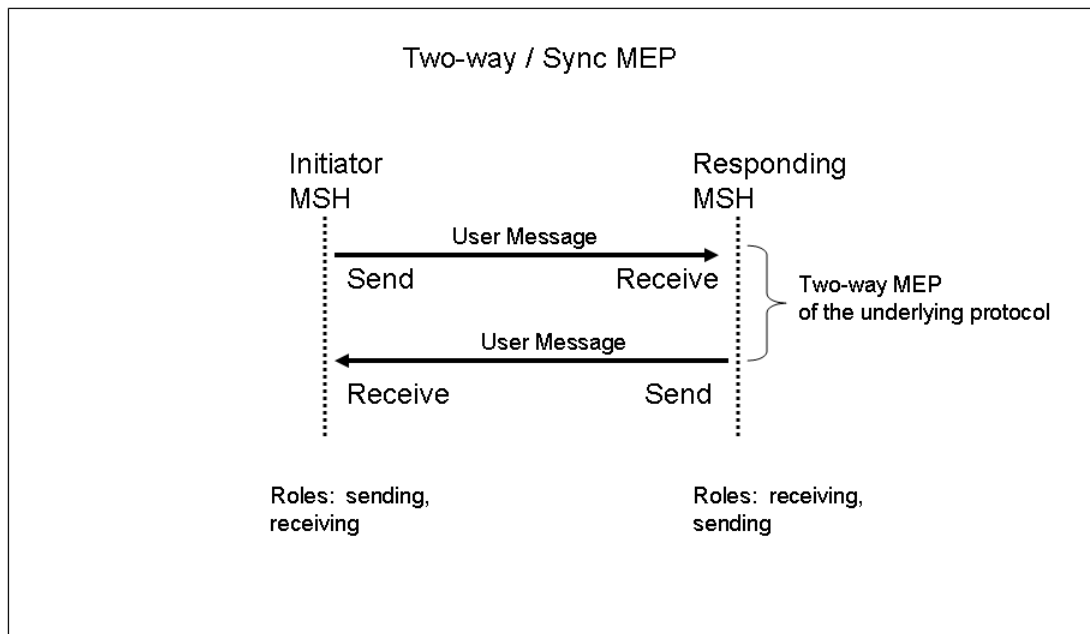 Two-way / Sync MEP
Initiator
MSH
Responding
MSH
User Message
Send
Receive
Two-way MEP
of the underlying protocol
User Message
Receive
Send
Roles: sending,
receiving
Roles: receiving,
sending